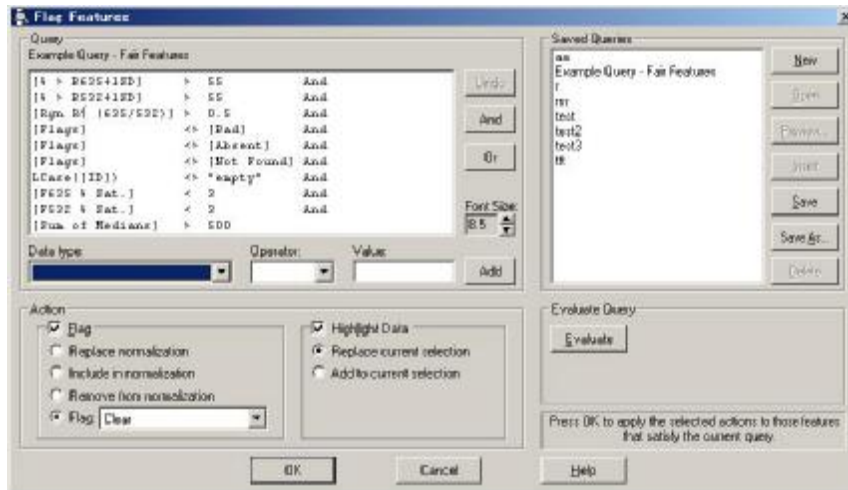 Flag Features
Query
Example Query - Fair Features
[% > B635+1SD] > 55 And
[% > B532+1SD] > 55 And
[Rgn R² (635/532)] > 0.5 And
[Flags] <> [Bad] And
[Flags] <> [Absent] And
[Flags] <> [Not Found] And
LCase([ID]) <> "empty" And
[F635 % Sat.] < 2 And
[F532 % Sat.] < 2 And
[Sum of Medians] > 500
Undo
And
Or
Font Size:
8.5
Data type:
Operator:
Value:
Add
Saved Queries
Example Query - Fair Features
r
rrr
test
test2
test3
New
Open
Rename...
Insert
Save
Save As...
Delete
Action
Flag
Replace normalization
Include in normalization
Remove from normalization
Flag: Clear
Highlight Data
Replace current selection
Add to current selection
Evaluate Query
Evaluate
Press OK to apply the selected actions to those features
that satisfy the current query.
OK
Cancel
Help